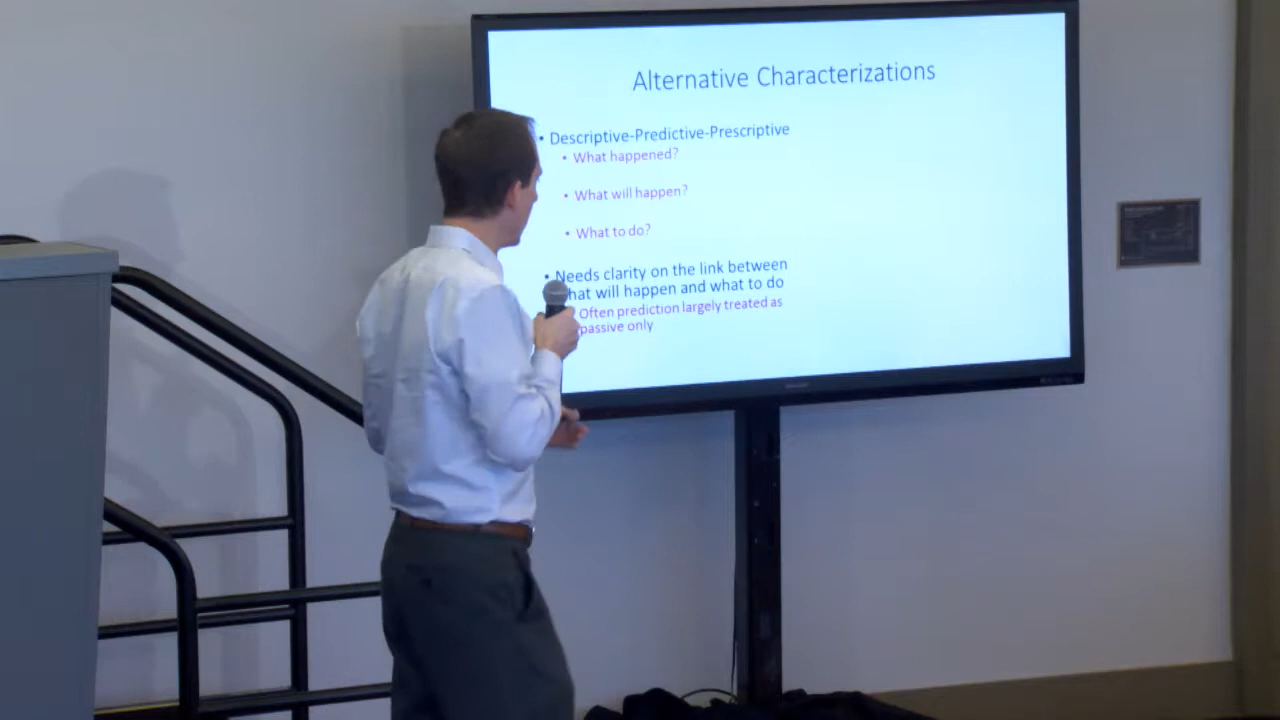 Alternative Characterizations
• Descriptive-Predictive-Prescriptive
• What happened?
• What will happen?
• What to do?
• Needs clarity on the link between
hat will happen and what to do
Often prediction largely treated as
passive only